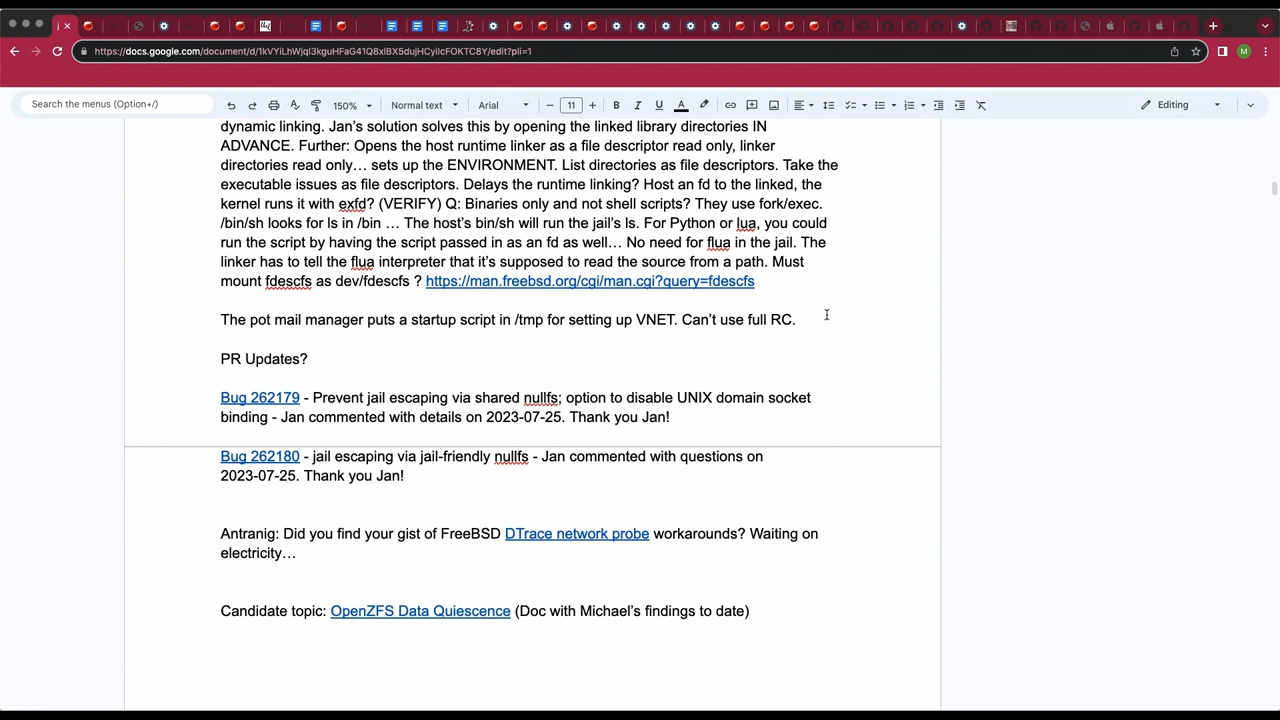 https://docs.google.com/document/d/1kVYiLhWjqI3kguHFaG41Q8xlBX5dujHCyilcFOKTC8Y/edit?pli=1
M
Search the menus (Option+/)
150%
Normal text
Arial
11
B I U A
Editing
dynamic linking. Jan's solution solves this by opening the linked library directories IN
ADVANCE. Further: Opens the host runtime linker as a file descriptor read only, linker
directories read only… sets up the ENVIRONMENT. List directories as file descriptors. Take the
executable issues as file descriptors. Delays the runtime linking? Host an fd to the linked, the
kernel runs it with exfd? (VERIFY) Q: Binaries only and not shell scripts? They use fork/exec.
/bin/sh looks for ls in /bin … The host's bin/sh will run the jail's ls. For Python or lua, you could
run the script by having the script passed in as an fd as well… No need for flua in the jail. The
linker has to tell the flua interpreter that it's supposed to read the source from a path. Must
mount fdescfs as dev/fdescfs ? https://man.freebsd.org/cgi/man.cgi?query=fdescfs
The pot mail manager puts a startup script in /tmp for setting up VNET. Can't use full RC.
PR Updates?
Bug 262179 - Prevent jail escaping via shared nullfs; option to disable UNIX domain socket
binding - Jan commented with details on 2023-07-25. Thank you Jan!
Bug 262180 - jail escaping via jail-friendly nullfs - Jan commented with questions on
2023-07-25. Thank you Jan!
Antranig: Did you find your gist of FreeBSD DTrace network probe workarounds? Waiting on
electricity…
Candidate topic: OpenZFS Data Quiescence (Doc with Michael's findings to date)